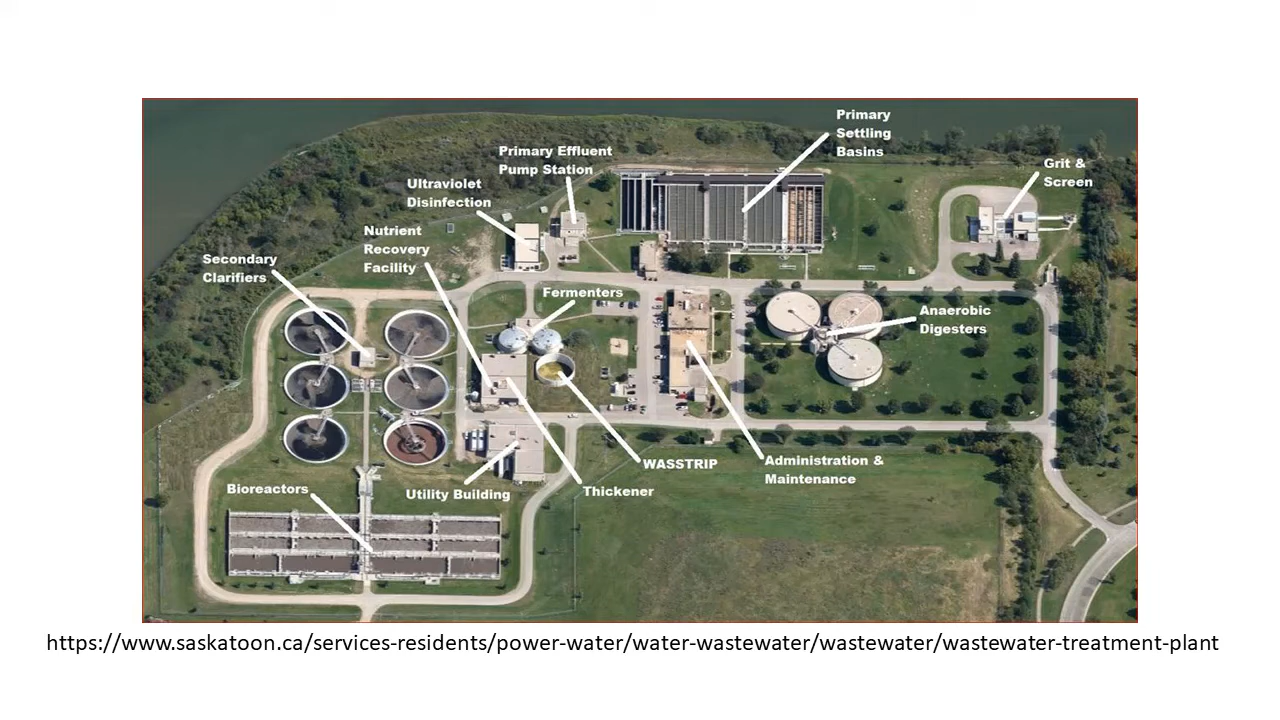 Primary
Settling
Basins
Primary Effluent
Pump Station
Grit &
Screen
Ultraviolet
Disinfection
Nutrient
Recovery
Facility
Secondary
Clarifiers
Fermenters
Anaerobic
Digesters
WASSTRIP
Administration &
Maintenance
Bioreactors
Utility Building
Thickener
https://www.saskatoon.ca/services-residents/power-water/water-wastewater/wastewater/wastewater-treatment-plant